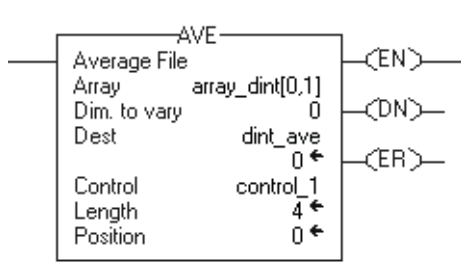 AVE
Average File
Array array_dint[0,1]
Dim. to vary 0
Dest dint_ave
0
Control control_1
Length 4
Position 0
EN
DN
ER